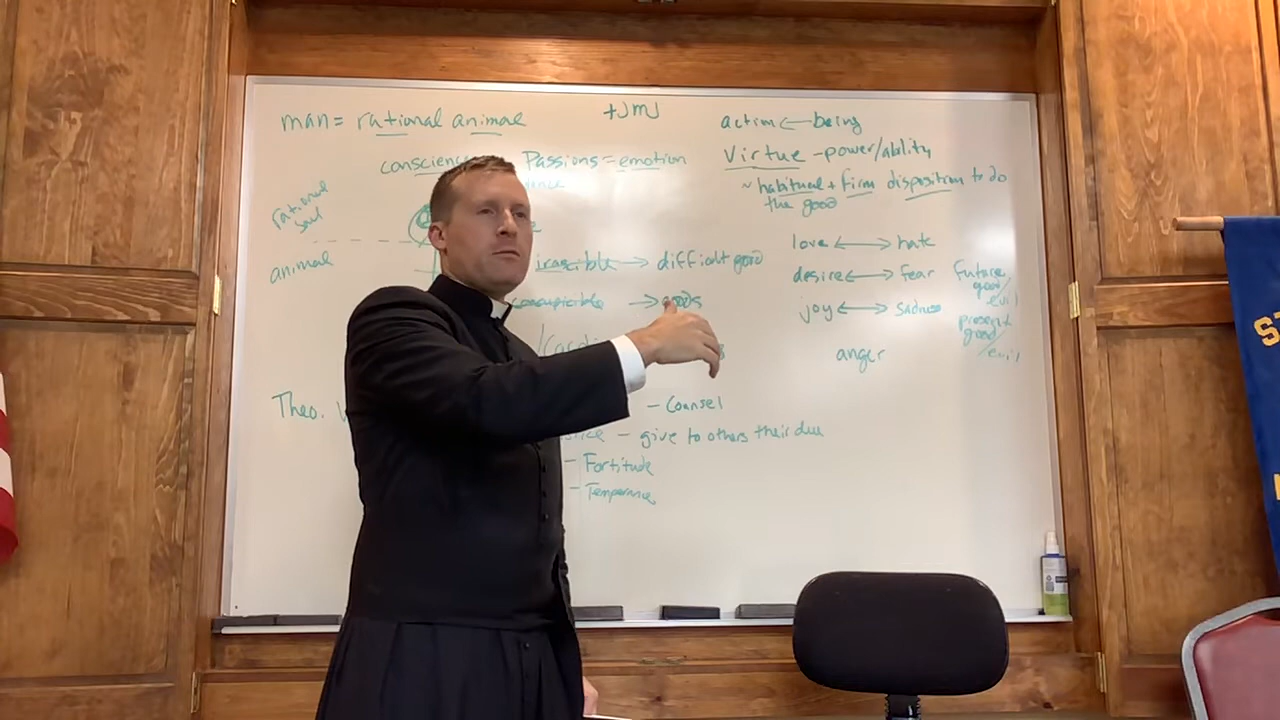 man = rational animal
+JMJ
conscience
Passions = emotion
rational
soul
animal
irascible → difficult good
concupiscible → goods
Theo.
- Counsel
- give to others their due
- Fortitude
- Temperance
action ← being
Virtue - power/ability
~ habitual + firm disposition to do
the good
love ↔ hate
desire ↔ fear
future
good/
evil
joy ↔ sadness
present
good
/evil
anger